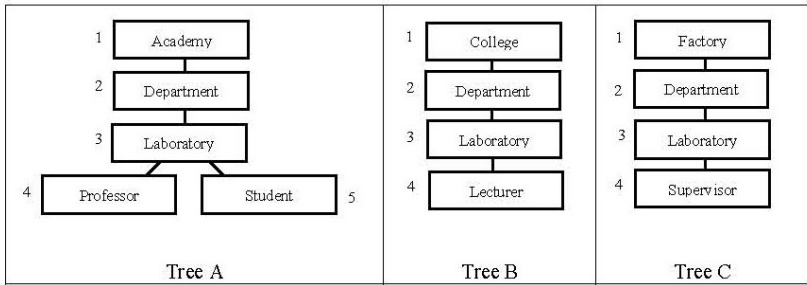 1 Academy
2 Department
3 Laboratory
4 Professor Student 5
Tree A
1 College
2 Department
3 Laboratory
4 Lecturer
Tree B
1 Factory
2 Department
3 Laboratory
4 Supervisor
Tree C